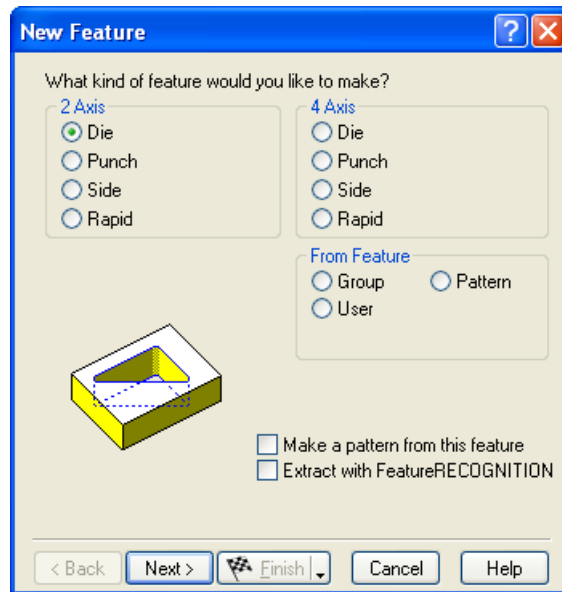 New Feature
What kind of feature would you like to make?
2 Axis
Die
Punch
Side
Rapid
4 Axis
Die
Punch
Side
Rapid
From Feature
Group Pattern
User
Make a pattern from this feature
Extract with FeatureRECOGNITION
< Back Next > Finish Cancel Help